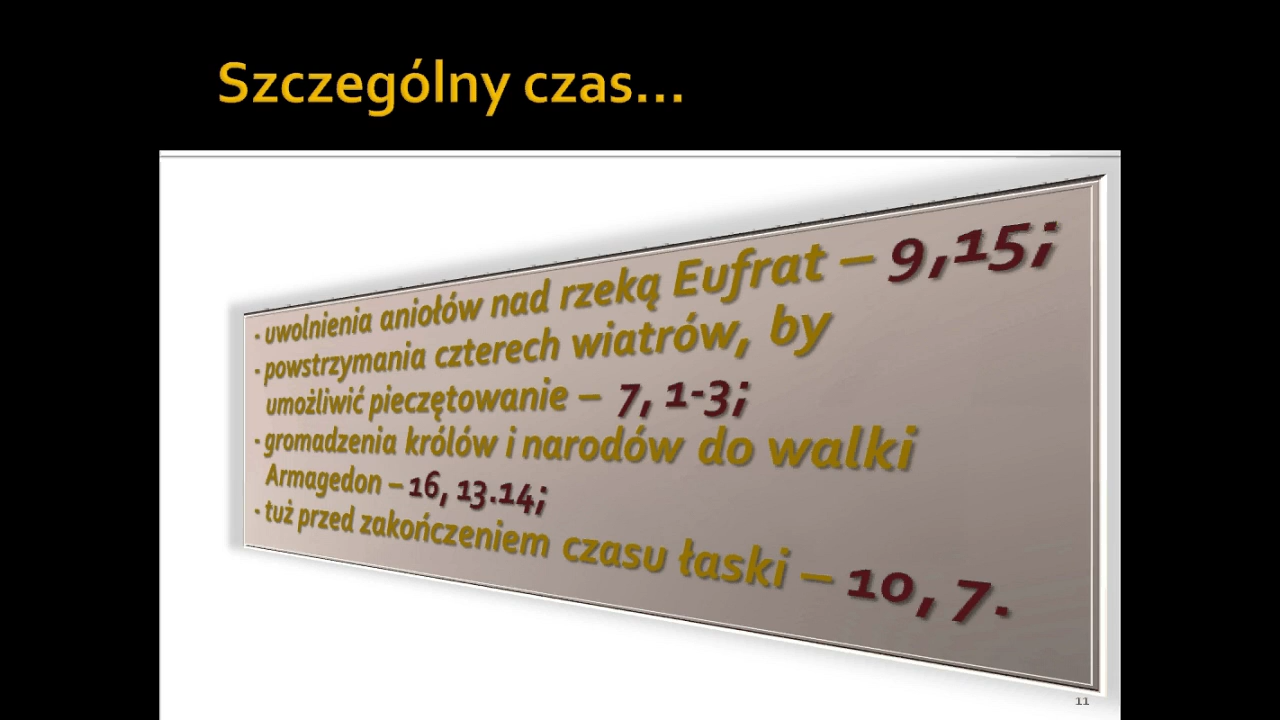 Szczególny czas...
- uwolnienia aniołów nad rzeką Eufrat – 9,15;
- powstrzymania czterech wiatrów, by
umożliwić pieczętowanie – 7, 1-3;
- gromadzenia królów i narodów do walki
Armagedon – 16, 13.14;
- tuż przed zakończeniem czasu łaski – 10, 7.
11